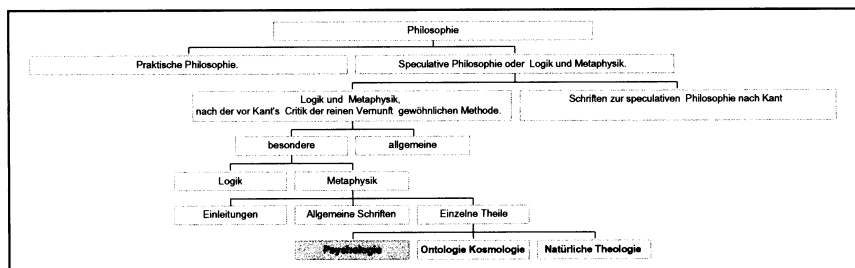 Philosophie
Praktische Philosophie.
Speculative Philosophie oder Logik und Metaphysik.
Logik und Metaphysik,
nach der vor Kant's Critik der reinen Vernunft gewöhnlichen Methode.
Schriften zur speculativen Philosophie nach Kant
besondere
allgemeine
Logik
Metaphysik
Einleitungen
Allgemeine Schriften
Einzelne Theile
Psychologie
Ontologie Kosmologie
Natürliche Theologie